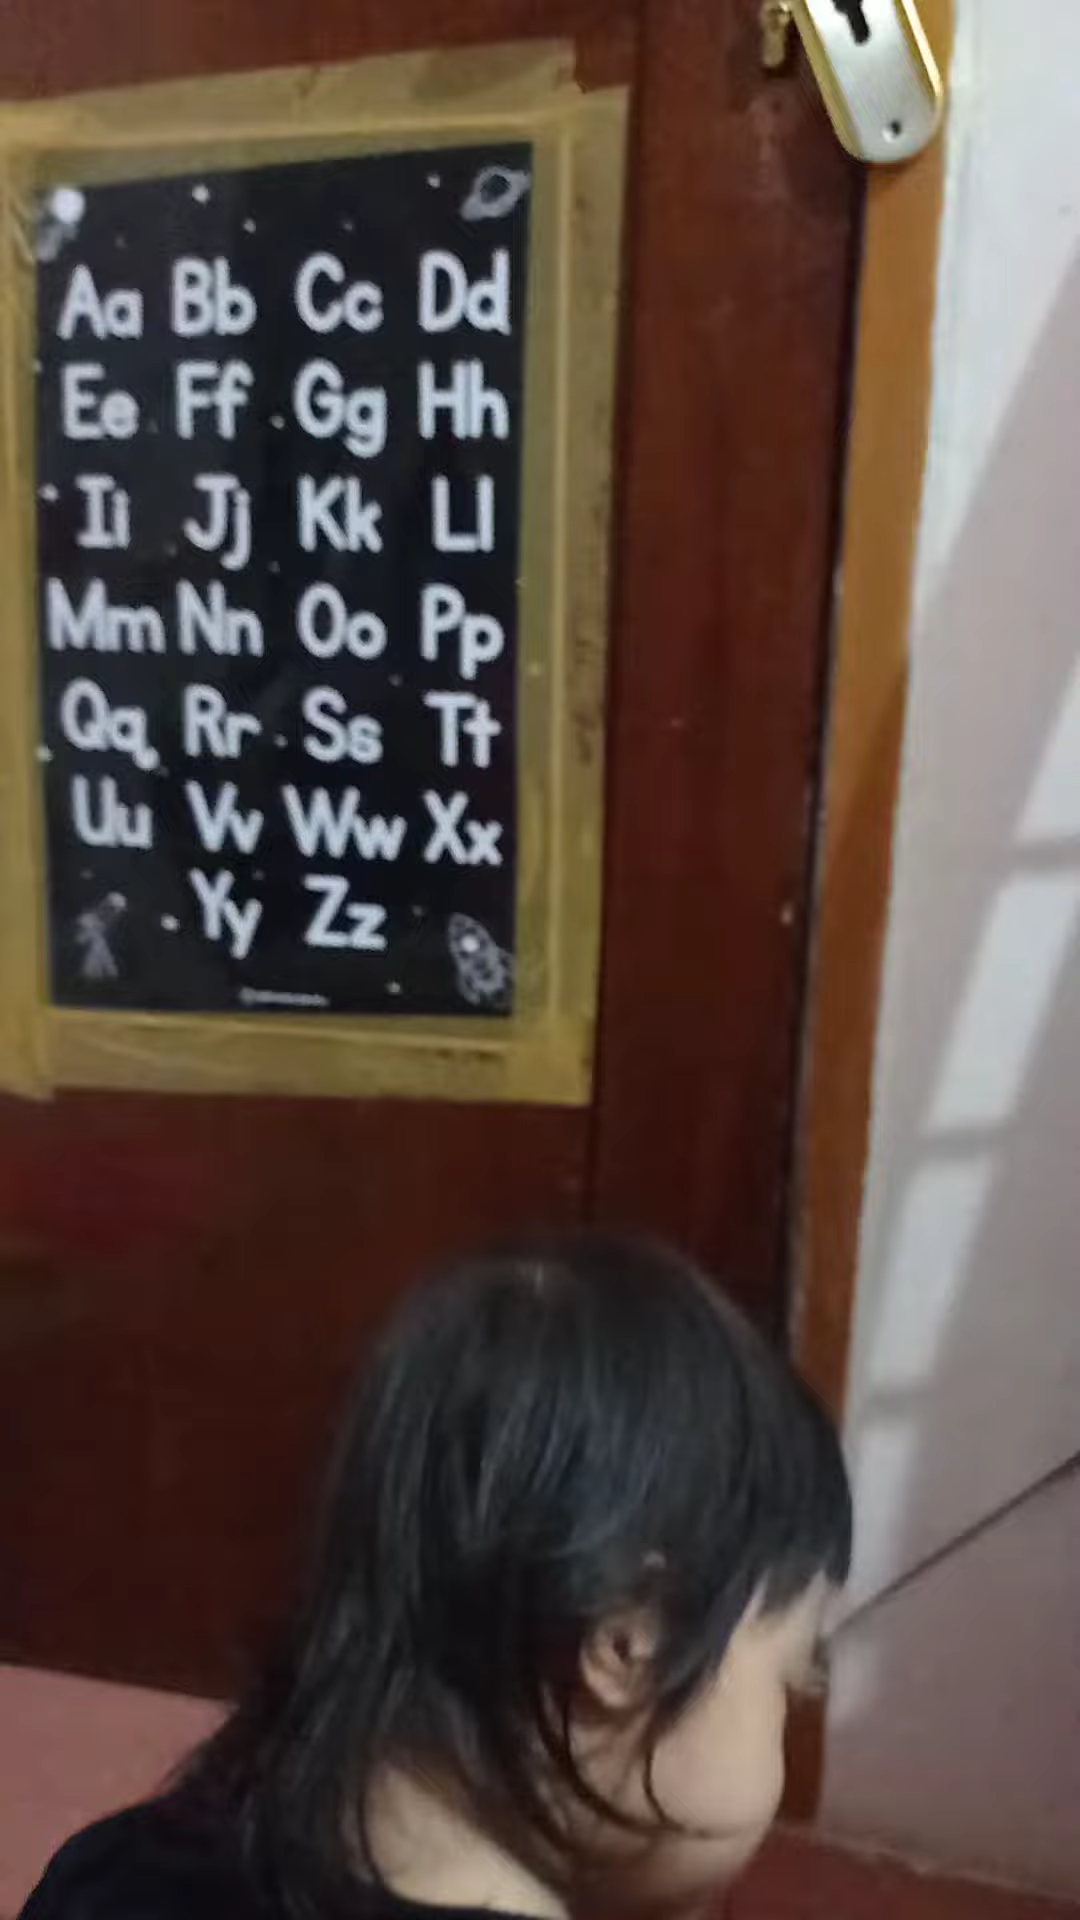 Aa Bb Cc Dd
Ee Ff Gg Hh
Ii Jj Kk Ll
Mm Nn Oo Pp
Qq Rr Ss Tt
Uu Vv Ww Xx
Yy Zz